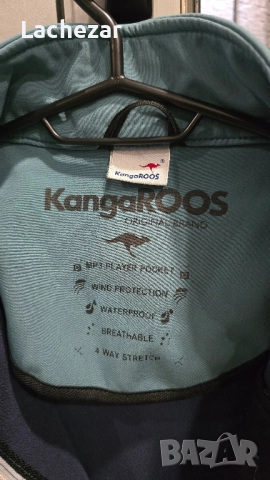 Lachezar
KangaROOS
KangaROOS
ORIGINAL BRAND
MP3 PLAYER POCKET
WIND PROTECTION
WATERPROOF
BREATHABLE
4 WAY STRETCH
BAZAR